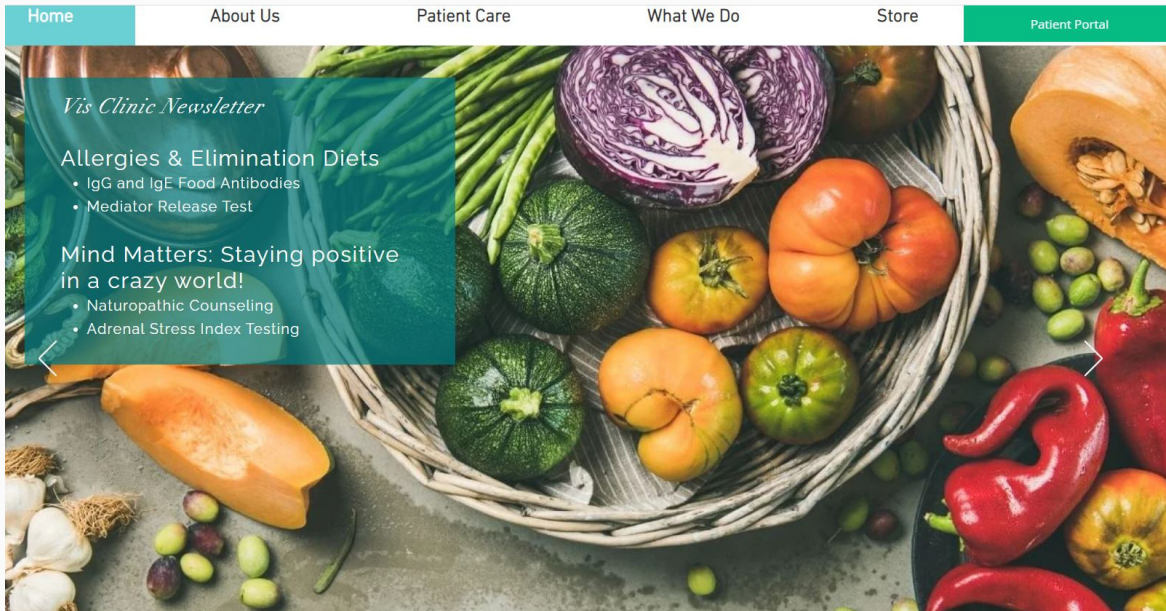 Home
About Us
Patient Care
What We Do
Store
Patient Portal
Vis Clinic Newsletter
Allergies & Elimination Diets
• IgG and IgE Food Antibodies
• Mediator Release Test
Mind Matters: Staying positive
in a crazy world!
• Naturopathic Counseling
• Adrenal Stress Index Testing